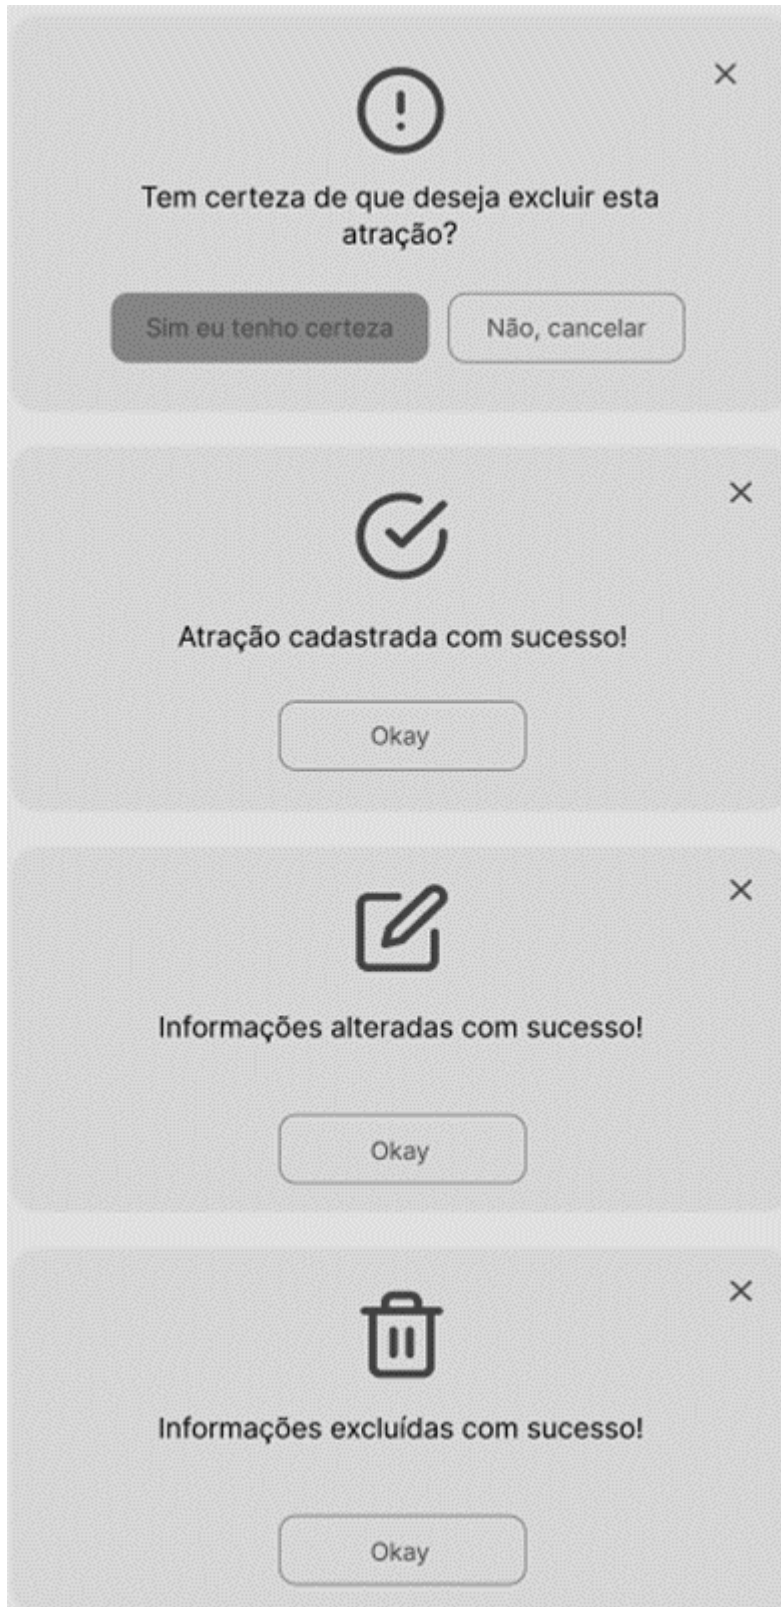 Tem certeza de que deseja excluir esta
atração?
Sim eu tenho certeza
Não, cancelar
Atração cadastrada com sucesso!
Okay
Informações alteradas com sucesso!
Okay
Informações excluídas com sucesso!
Okay